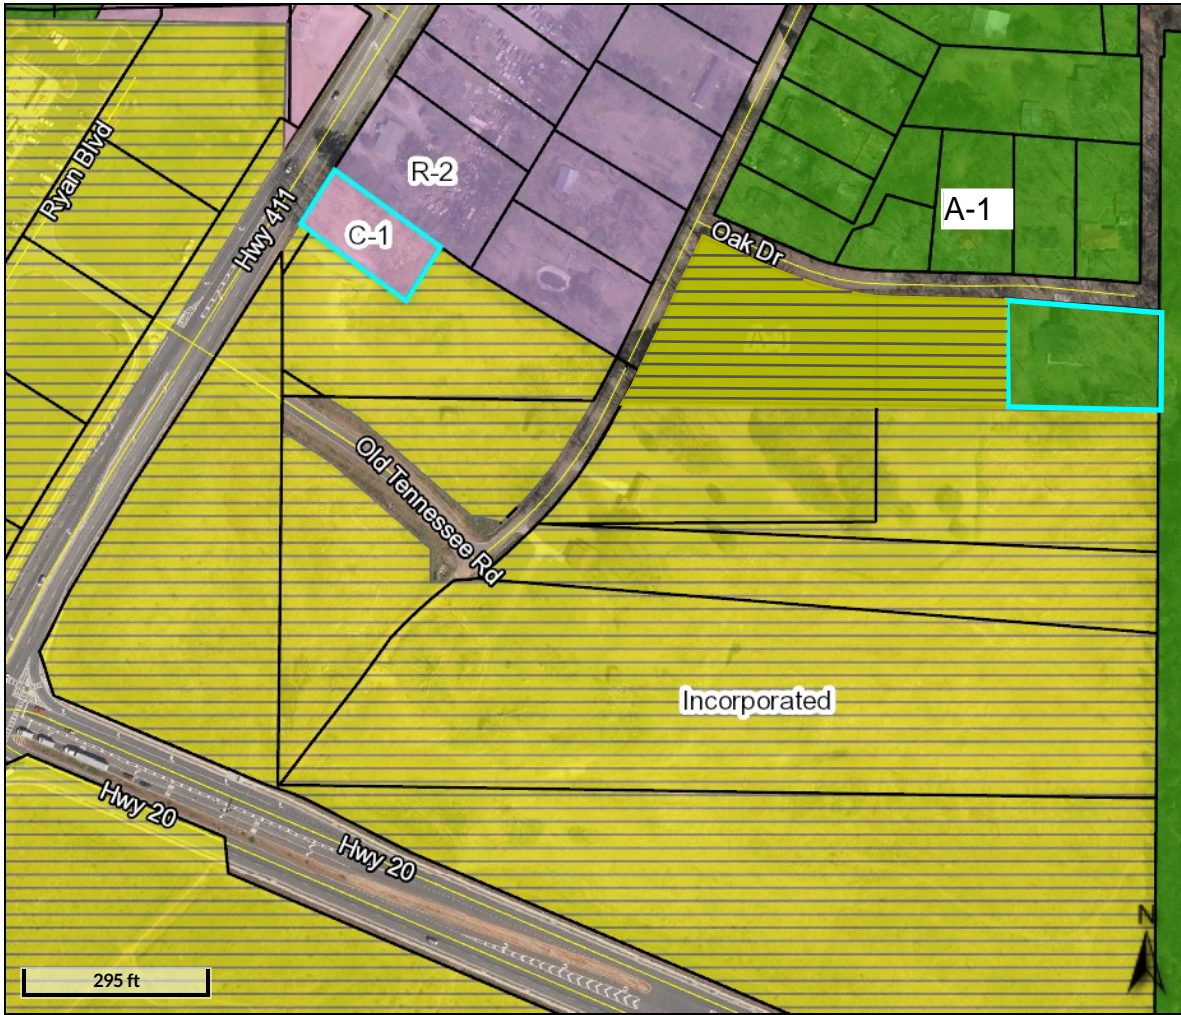 Ryan Blvd
Hwy 411
R-2
C-1
A-1
Oak Dr
A-1
Old Tennessee Rd
Incorporated
Hwy 20
Hwy 20
N
295 ft